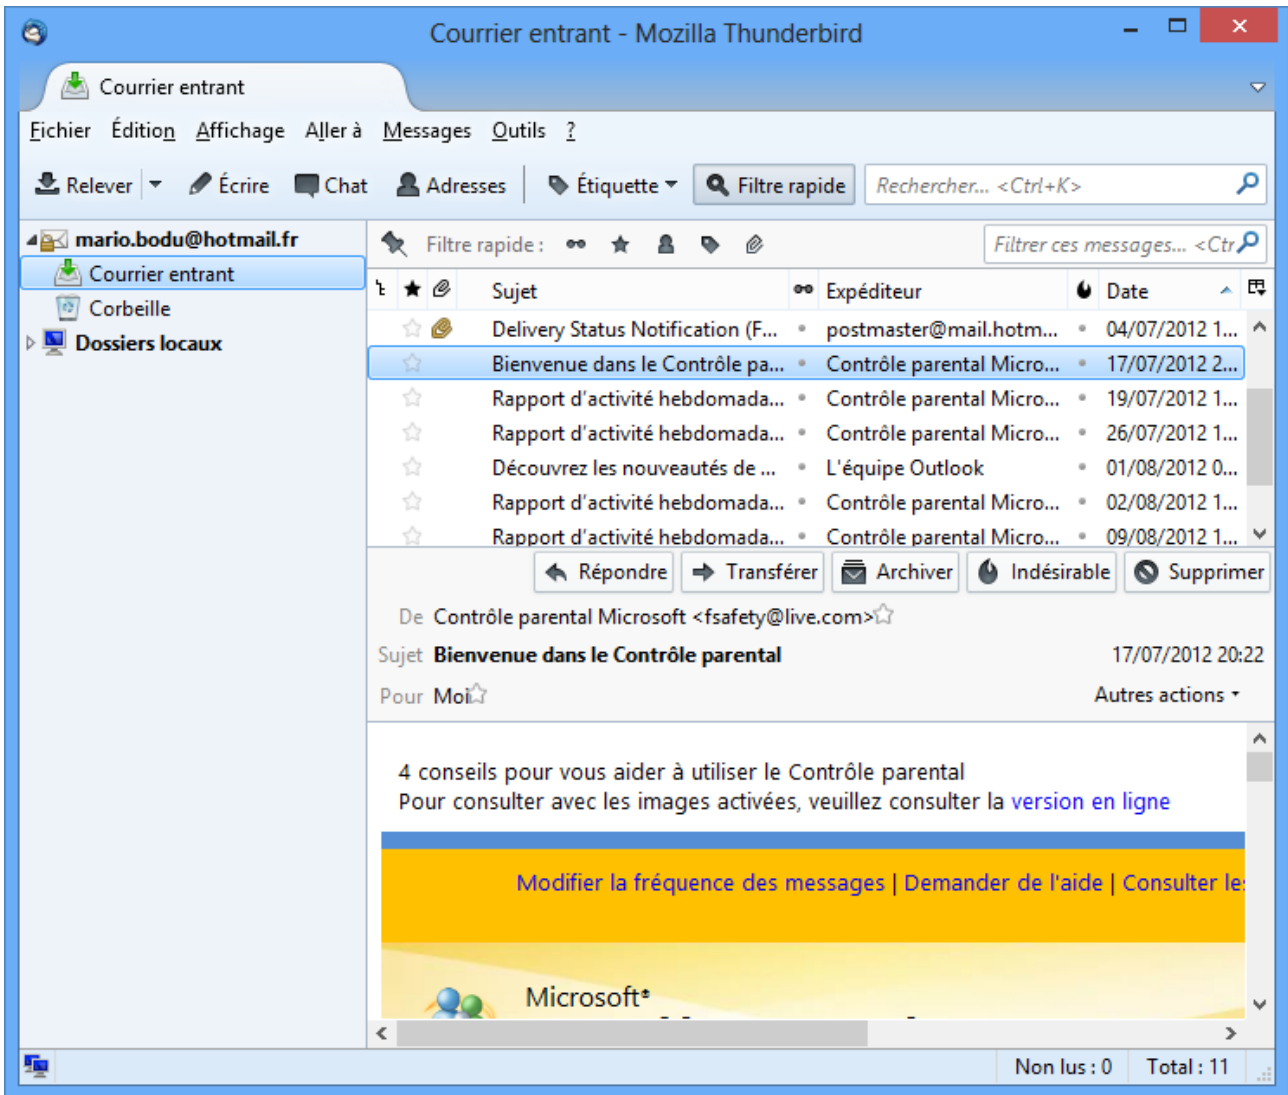 Courrier entrant - Mozilla Thunderbird
Courrier entrant
Fichier Édition Affichage Aller à Messages Outils ?
Relever Écrire Chat Adresses Étiquette Filtre rapide Rechercher... <Ctrl+K>
mario.bodu@hotmail.fr
Courrier entrant
Corbeille
Dossiers locaux
Filtre rapide : Filtrer ces messages... <Ctr
Sujet Expéditeur Date
Delivery Status Notification (F... postmaster@mail.hotm... 04/07/2012 1...
Bienvenue dans le Contrôle pa... Contrôle parental Micro... 17/07/2012 2...
Rapport d'activité hebdomada... Contrôle parental Micro... 19/07/2012 1...
Rapport d'activité hebdomada... Contrôle parental Micro... 26/07/2012 1...
Découvrez les nouveautés de ... L'équipe Outlook 01/08/2012 0...
Rapport d'activité hebdomada... Contrôle parental Micro... 02/08/2012 1...
Rapport d'activité hebdomada... Contrôle parental Micro... 09/08/2012 1...
Répondre Transférer Archiver Indésirable Supprimer
De Contrôle parental Microsoft <fsafety@live.com>
Sujet Bienvenue dans le Contrôle parental 17/07/2012 20:22
Pour Moi Autres actions
4 conseils pour vous aider à utiliser le Contrôle parental
Pour consulter avec les images activées, veuillez consulter la version en ligne
Modifier la fréquence des messages | Demander de l'aide | Consulter le
Microsoft
Non lus : 0 Total : 11